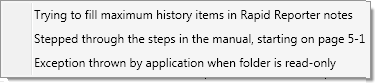 Trying to fill maximum history items in Rapid Reporter notes
Stepped through the steps in the manual, starting on page 5-1
Exception thrown by application when folder is read-only